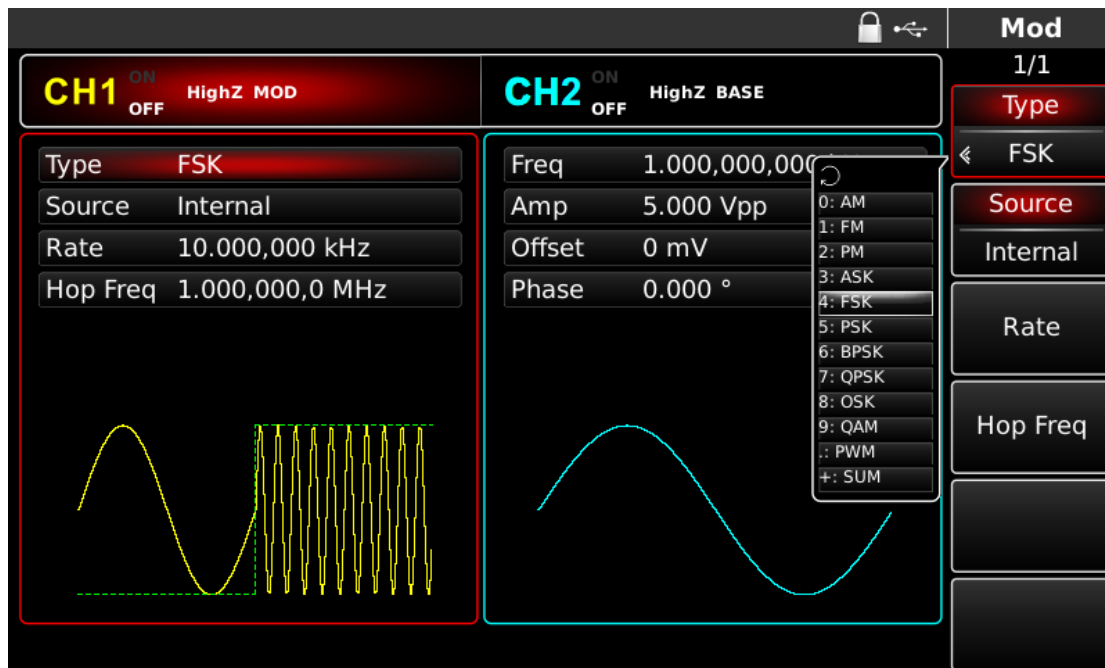 Mod
1/1
CH1 ON OFF HighZ MOD
CH2 ON OFF HighZ BASE
Type FSK
Source Internal
Rate 10.000,000 kHz
Hop Freq 1.000,000,0 MHz
Freq 1.000,000,000
Amp 5.000 Vpp
Offset 0 mV
Phase 0.000 °
0: AM
1: FM
2: PM
3: ASK
4: FSK
5: PSK
6: BPSK
7: QPSK
8: OSK
9: QAM
.: PWM
+: SUM
Type
FSK
Source
Internal
Rate
Hop Freq